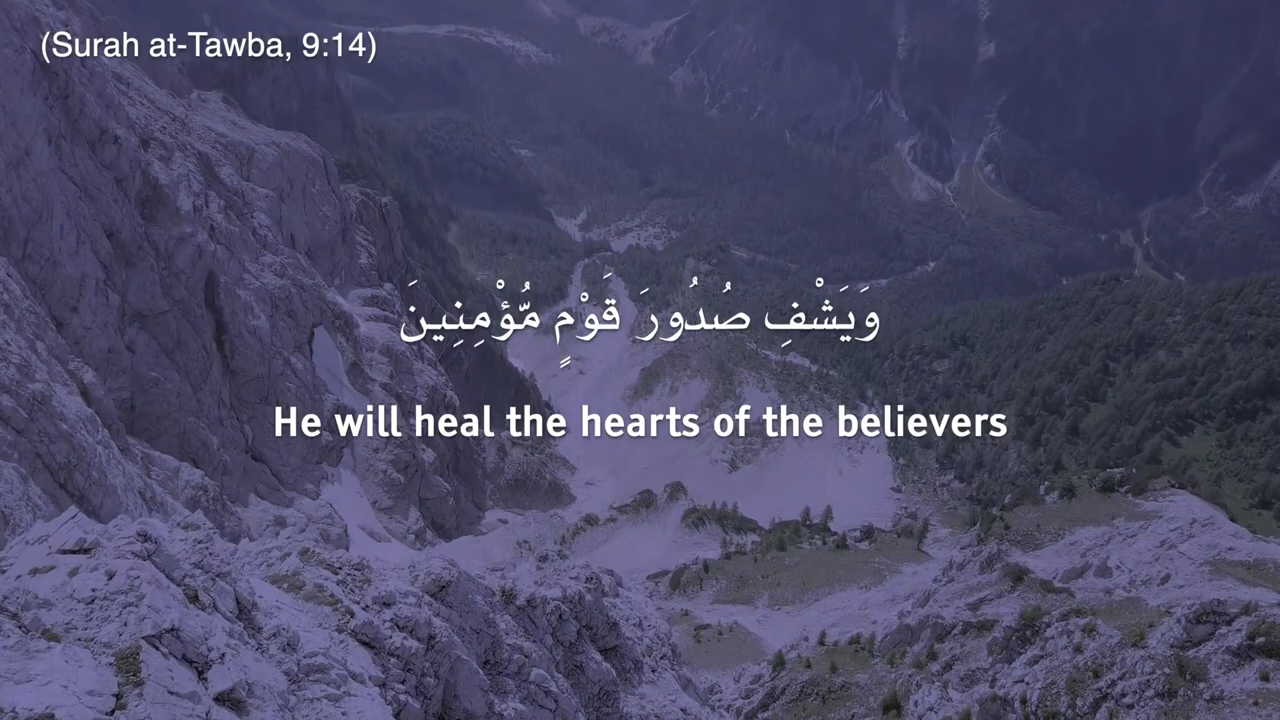 (Surah at-Tawba, 9:14)
وَيَشْفِ صُدُورَ قَوْمٍ مُّؤْمِنِينَ
He will heal the hearts of the believers